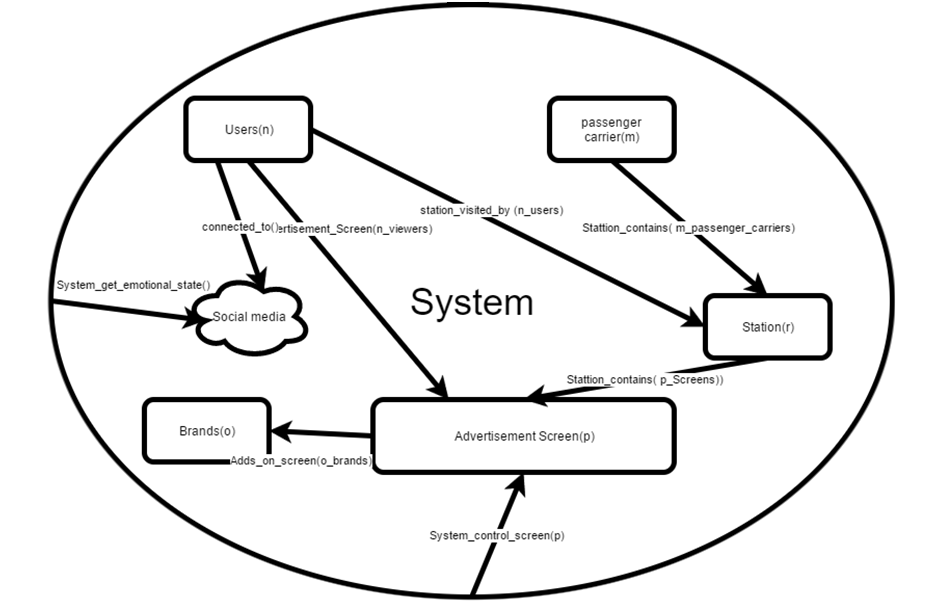 Users(n)
passenger
carrier(m)
station_visited_by (n_users)
connected_to()
ertisement_Screen(n_viewers)
Stattion_contains( m_passenger_carriers)
System_get_emotional_state()
Social media
System
Station(r)
Stattion_contains( p_Screens))
Brands(o)
Advertisement Screen(p)
Adds_on_screen(o_brands)
System_control_screen(p)